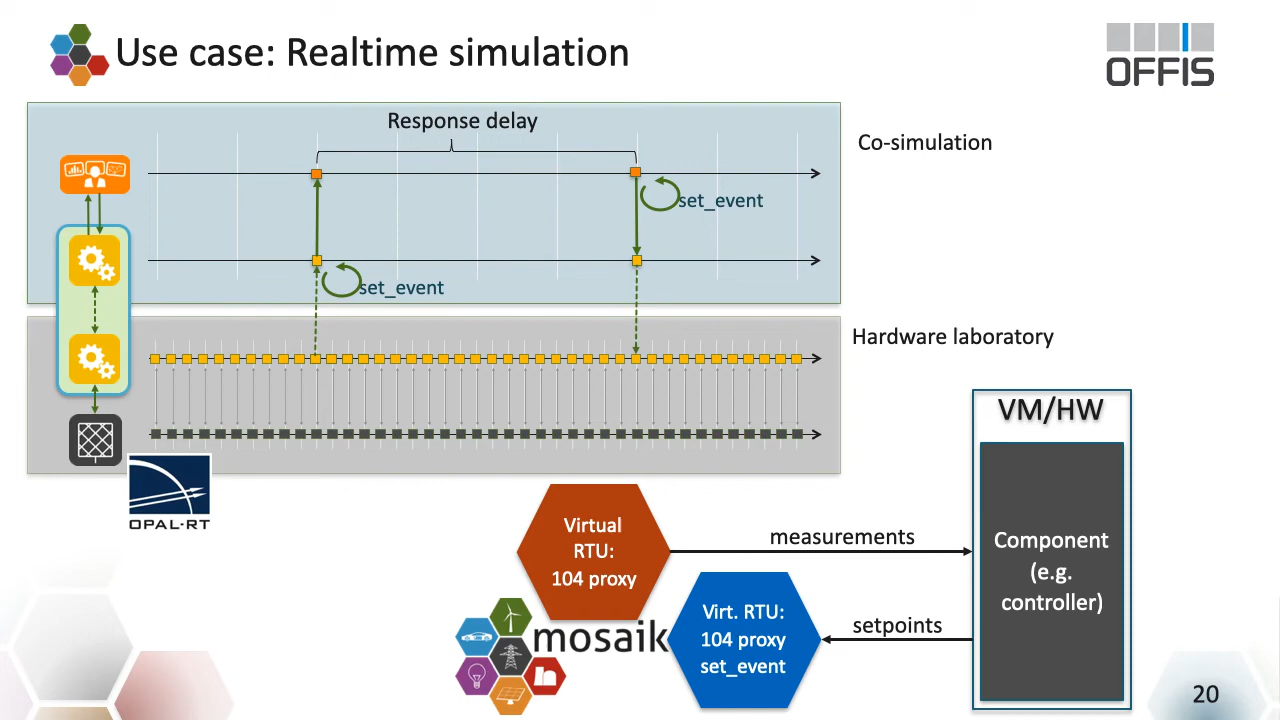 Use case: Realtime simulation
OFFIS
Response delay
Co-simulation
set_event
set_event
Hardware laboratory
OPAL-RT
VM/HW
Virtual
RTU:
104 proxy
measurements
Component
(e.g.
controller)
Virt. RTU:
104 proxy
set_event
setpoints
mosaik
20